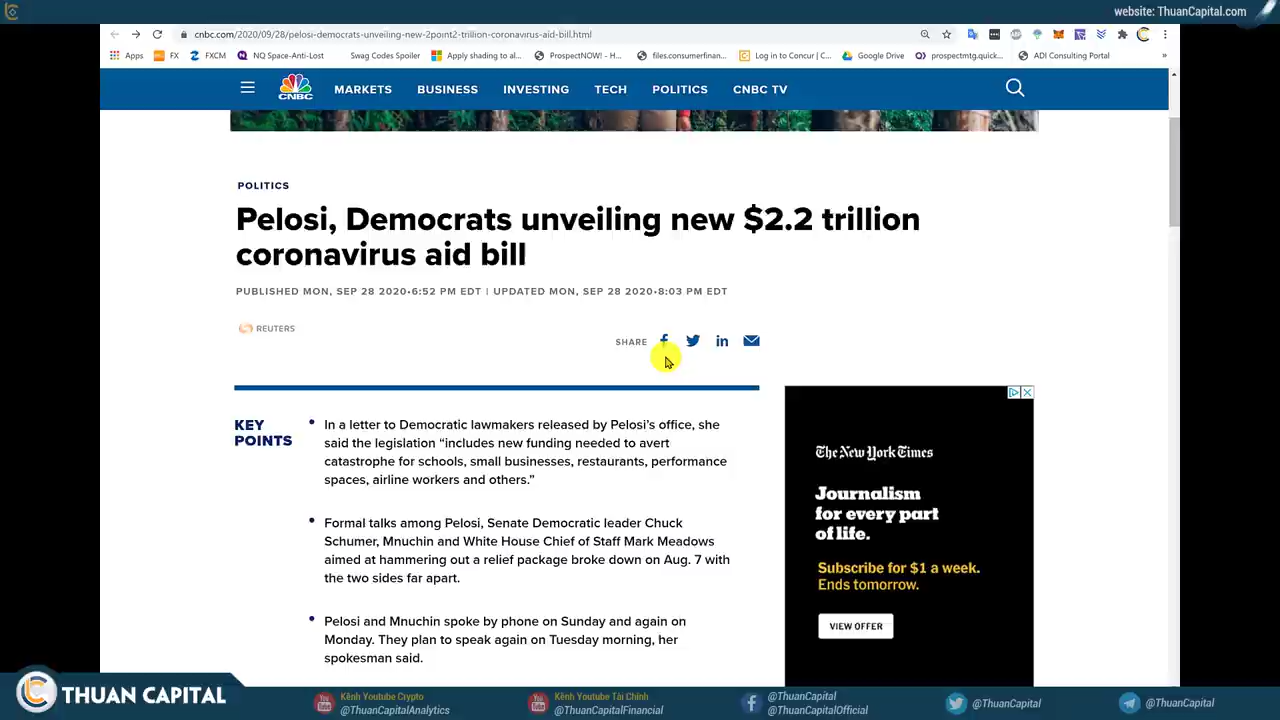 website: ThuanCapital.com
cnbc.com/2020/09/28/pelosi-democrats-unveiling-new-2point2-trillion-coronavirus-aid-bill.html
Apps FX FXCM NQ Space-Anti-Lost Swag Codes Spoiler Apply shading to al... ProspectNOW! - H... files.consumerfinan... Log in to Concur | C... Google Drive prospectmtg.quick... ADI Consulting Portal »
CNBC MARKETS BUSINESS INVESTING TECH POLITICS CNBC TV
POLITICS
Pelosi, Democrats unveiling new $2.2 trillion
coronavirus aid bill
PUBLISHED MON, SEP 28 2020•6:52 PM EDT | UPDATED MON, SEP 28 2020•8:03 PM EDT
REUTERS
SHARE
KEY
POINTS
• In a letter to Democratic lawmakers released by Pelosi’s office, she
said the legislation “includes new funding needed to avert
catastrophe for schools, small businesses, restaurants, performance
spaces, airline workers and others.”
• Formal talks among Pelosi, Senate Democratic leader Chuck
Schumer, Mnuchin and White House Chief of Staff Mark Meadows
aimed at hammering out a relief package broke down on Aug. 7 with
the two sides far apart.
• Pelosi and Mnuchin spoke by phone on Sunday and again on
Monday. They plan to speak again on Tuesday morning, her
spokesman said.
The New York Times
Journalism
for every part
of life.
Subscribe for $1 a week.
Ends tomorrow.
VIEW OFFER
THUAN CAPITAL
Kênh Youtube Crypto
@ThuanCapitalAnalytics
Kênh Youtube Tài Chính
@ThuanCapitalFinancial
@ThuanCapital
@ThuanCapitalOfficial
@ThuanCapital
@ThuanCapital